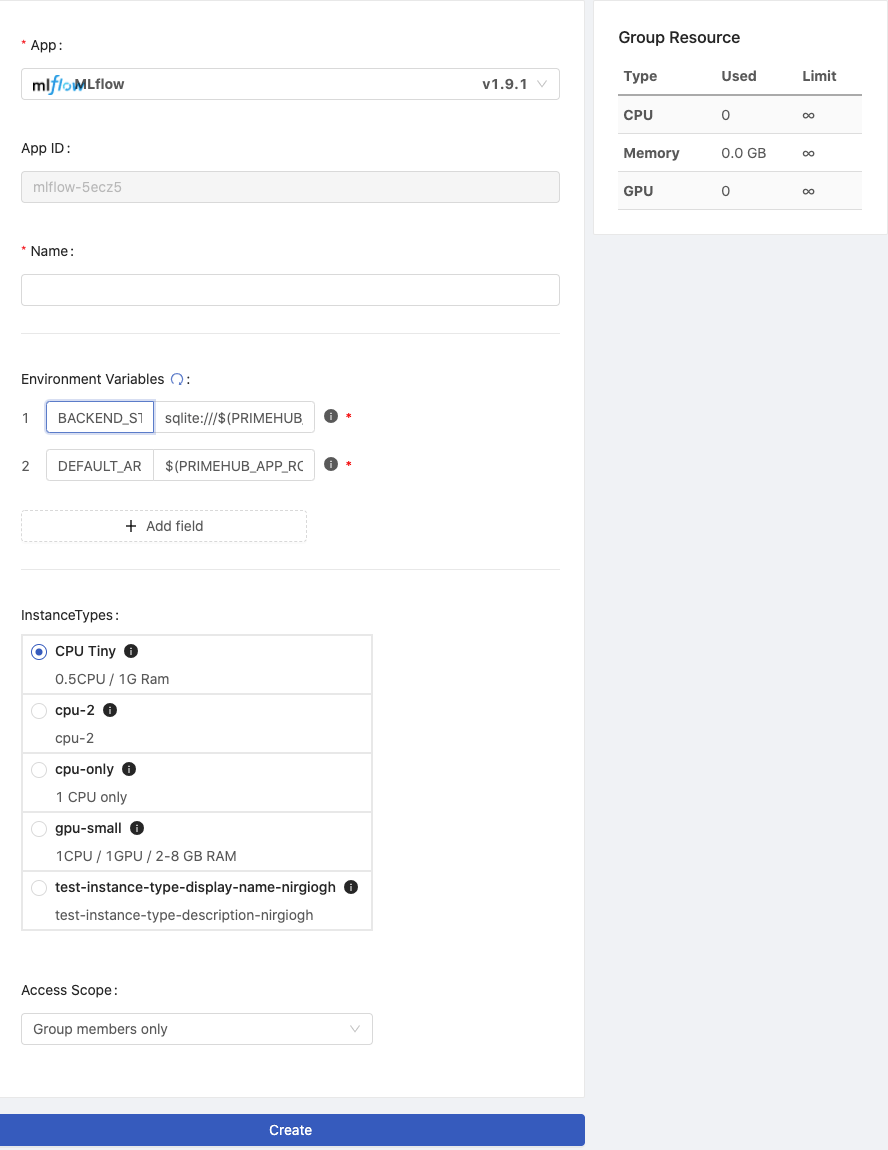 * App :
mlflow MLflow v1.9.1
App ID :
mlflow-5ecz5
* Name :
Environment Variables :
1 BACKEND_ST sqlite:///$(PRIMEHUB_ *
2 DEFAULT_AR $(PRIMEHUB_APP_RO *
+ Add field
InstanceTypes :
CPU Tiny
0.5CPU / 1G Ram
cpu-2
cpu-2
cpu-only
1 CPU only
gpu-small
1CPU / 1GPU / 2-8 GB RAM
test-instance-type-display-name-nirgiogh
test-instance-type-description-nirgiogh
Access Scope :
Group members only
Create
Group Resource
Type Used Limit
CPU 0 ∞
Memory 0.0 GB ∞
GPU 0 ∞